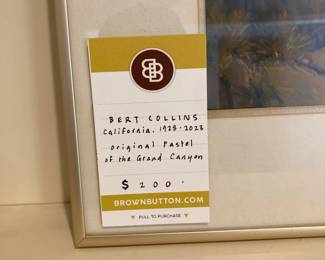 BB
BERT COLLINS
California, 1928-2023
Original Pastel
of the Grand Canyon
$ 200.
BROWNBUTTON.COM
PULL TO PURCHASE